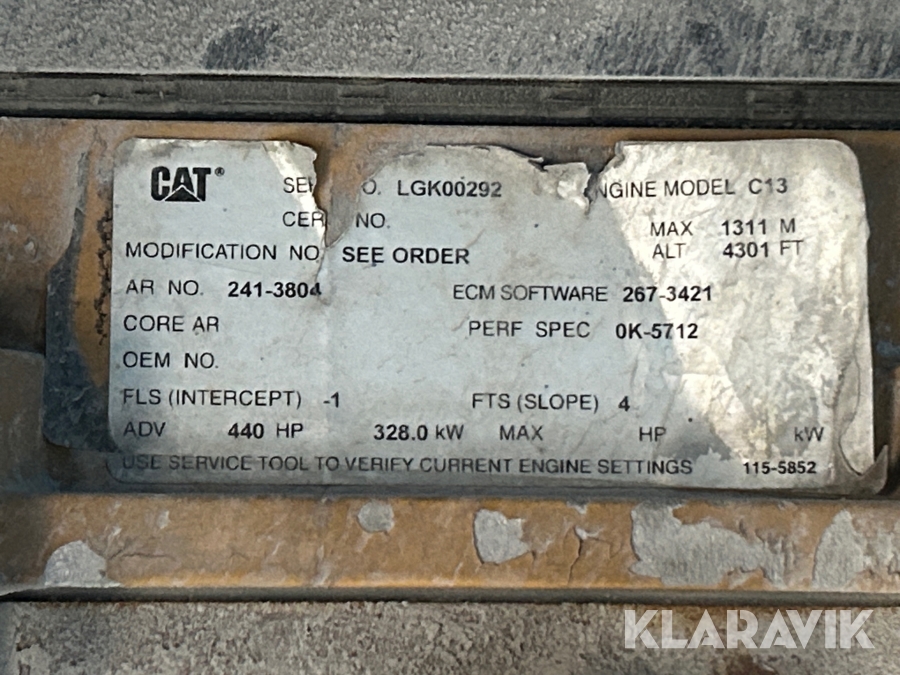 CAT® SER O. LGK00292 NGINE MODEL C13
CER NO. MAX 1311 M
MODIFICATION NO SEE ORDER ALT 4301 FT
AR NO. 241-3804 ECM SOFTWARE 267-3421
CORE AR PERF SPEC 0K-5712
OEM NO.
FLS (INTERCEPT) -1 FTS (SLOPE) 4
ADV 440 HP 328.0 kW MAX HP kW
USE SERVICE TOOL TO VERIFY CURRENT ENGINE SETTINGS 115-5852
KLARAVIK